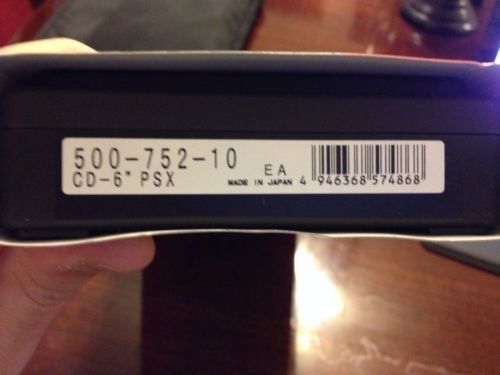 500-752-10
CD-6" PSX
EA
MADE IN JAPAN
4 946368 574868